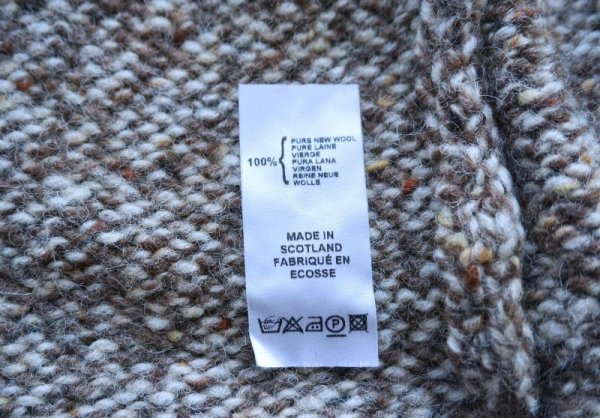 100%
PURE NEW WOOL
PURE LAINE
VIERGE
PURA LANA
VIRGEN
REINE NEUE
WOLLE
MADE IN
SCOTLAND
FABRIQUÉ EN
ECOSSE
P